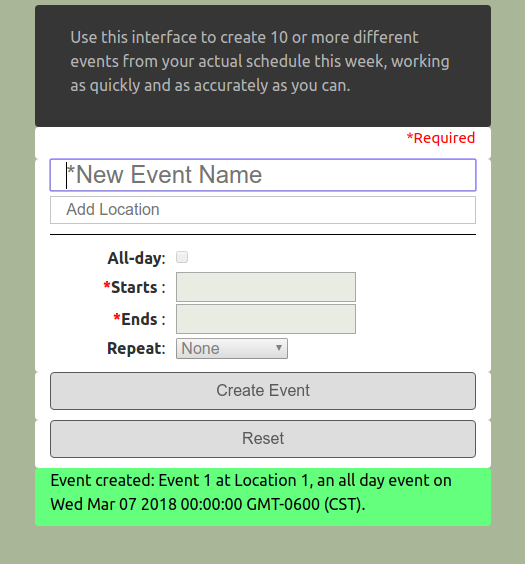 Use this interface to create 10 or more different
events from your actual schedule this week, working
as quickly and as accurately as you can.
*Required
*New Event Name
Add Location
All-day:
*Starts :
*Ends :
Repeat: None
Create Event
Reset
Event created: Event 1 at Location 1, an all day event on
Wed Mar 07 2018 00:00:00 GMT-0600 (CST).